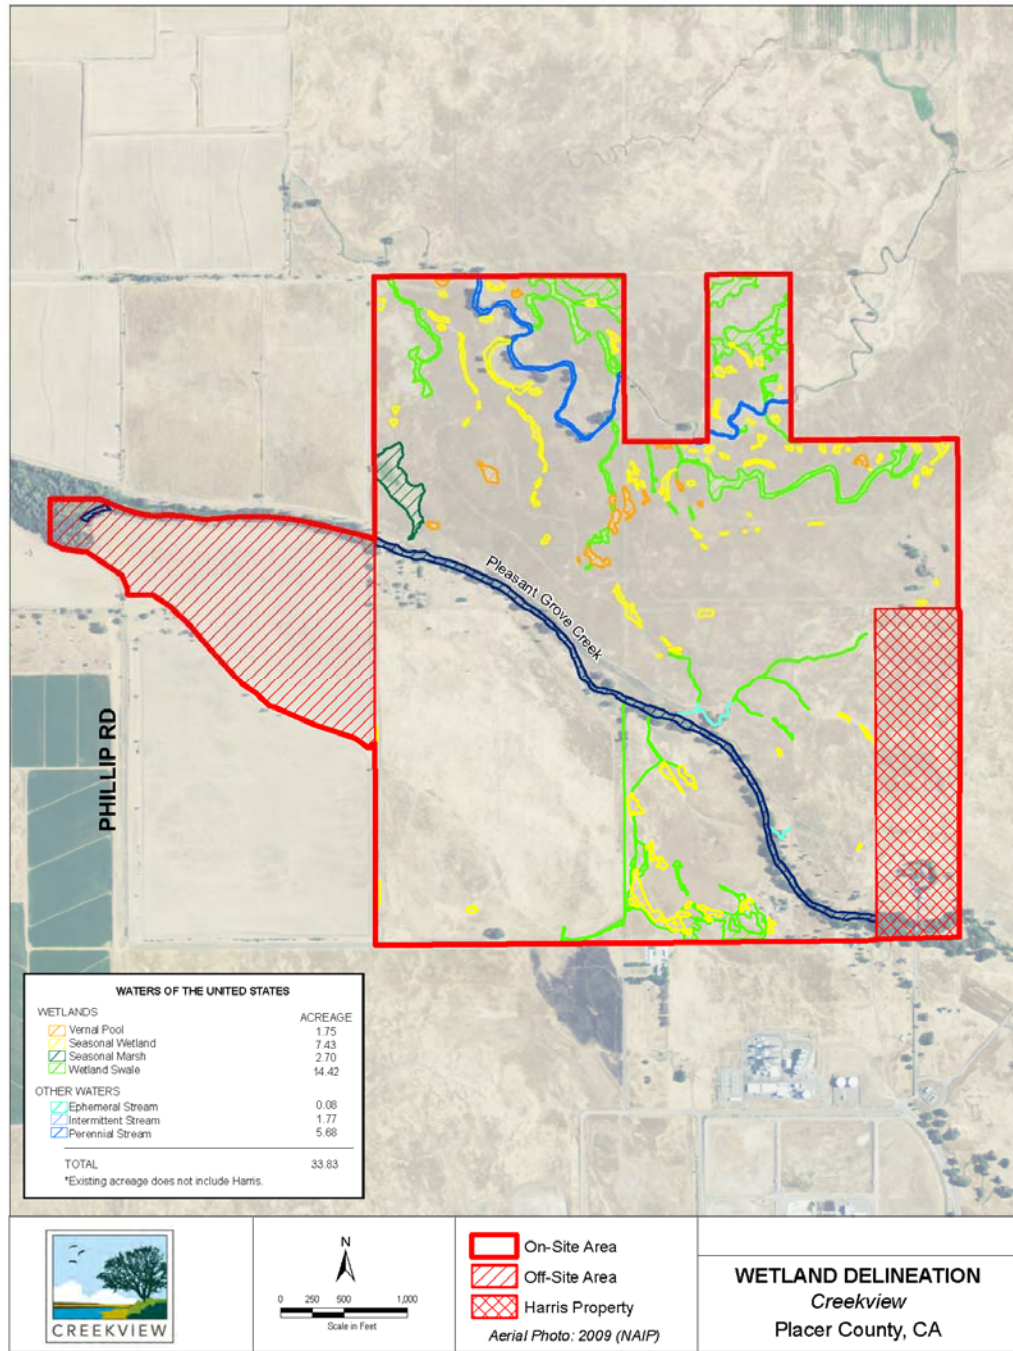 Pleasant Grove Creek
PHILLIP RD
WATERS OF THE UNITED STATES
WETLANDS ACREAGE
Vernal Pool 1.75
Seasonal Wetland 7.43
Seasonal Marsh 2.70
Wetland Swale 14.42
OTHER WATERS
Ephemeral Stream 0.08
Intermittent Stream 1.77
Perennial Stream 5.68
TOTAL 33.83
*Existing acreage does not include Harris.
CREEKVIEW
N
0 250 500 1,000
Scale in Feet
On-Site Area
Off-Site Area
Harris Property
Aerial Photo: 2009 (NAIP)
WETLAND DELINEATION
Creekview
Placer County, CA